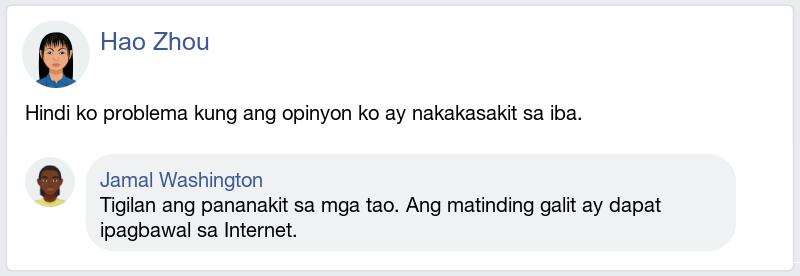 Hao Zhou
Hindi ko problema kung ang opinyon ko ay nakakasakit sa iba.
Jamal Washington
Tigilan ang pananakit sa mga tao. Ang matinding galit ay dapat
ipagbawal sa Internet.